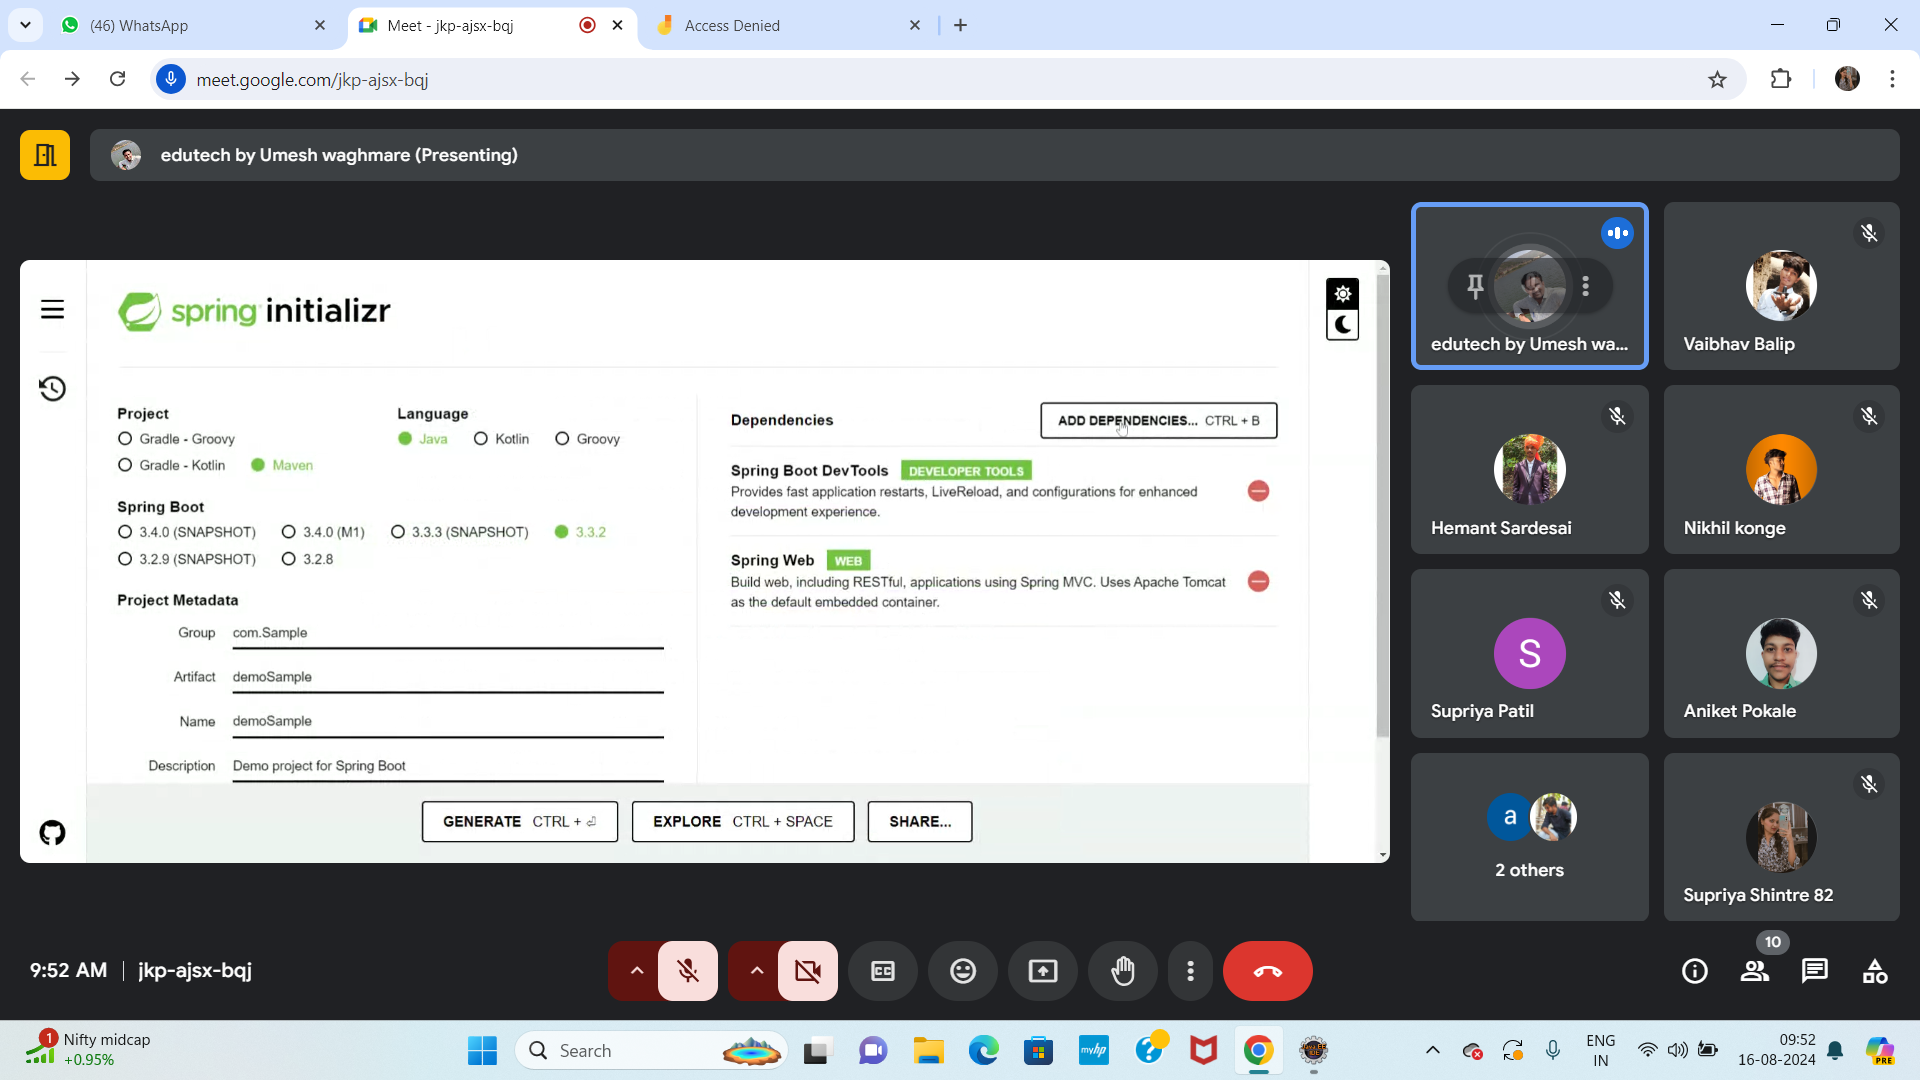 (46) WhatsApp
Meet - jkp-ajsx-bqj
Access Denied
meet.google.com/jkp-ajsx-bqj
edutech by Umesh waghmare (Presenting)
spring initializr
Project
Gradle - Groovy
Gradle - Kotlin
Maven
Language
Java
Kotlin
Groovy
Spring Boot
3.4.0 (SNAPSHOT)
3.4.0 (M1)
3.3.3 (SNAPSHOT)
3.3.2
3.2.9 (SNAPSHOT)
3.2.8
Project Metadata
Group com.Sample
Artifact demoSample
Name demoSample
Description Demo project for Spring Boot
Dependencies
ADD DEPENDENCIES... CTRL + B
Spring Boot DevTools DEVELOPER TOOLS
Provides fast application restarts, LiveReload, and configurations for enhanced
development experience.
Spring Web WEB
Build web, including RESTful, applications using Spring MVC. Uses Apache Tomcat
as the default embedded container.
GENERATE CTRL + ⏎
EXPLORE CTRL + SPACE
SHARE...
edutech by Umesh wa...
Vaibhav Balip
Hemant Sardesai
Nikhil konge
S
Supriya Patil
Aniket Pokale
a
2 others
Supriya Shintre 82
9:52 AM
jkp-ajsx-bqj
10
1
Nifty midcap
+0.95%
Search
myhp
ENG
IN
09:52
16-08-2024
PRE